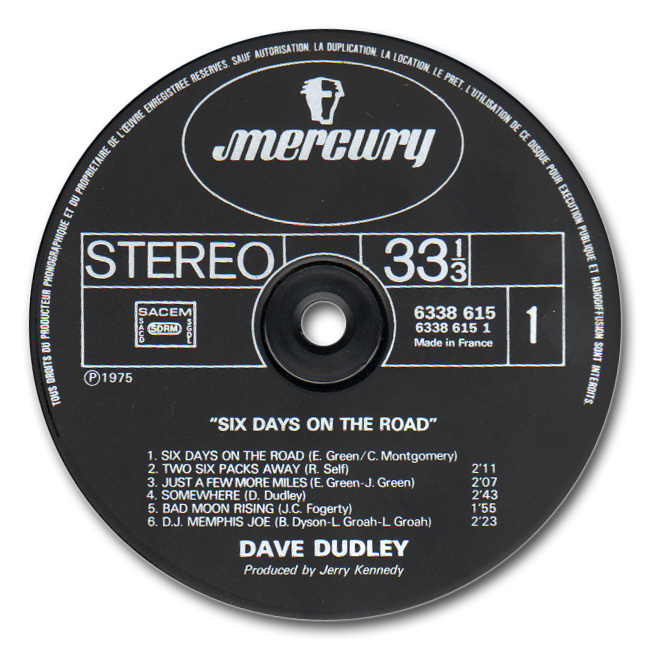 TOUS DROITS DU PRODUCTEUR PHONOGRAPHIQUE ET DU PROPRIETAIRE DE L'ŒUVRE ENREGISTREE RESERVES. SAUF AUTORISATION, LA DUPLICATION, LA LOCATION, LE PRET, L'UTILISATION DE CE DISQUE POUR EXECUTION PUBLIQUE ET RADIODIFFUSION SONT INTERDITS.
mercury
STEREO 33 1/3
SACEM
SACD SDRM SGDL
6338 615
6338 615 1
Made in France
1
Ⓟ 1975
"SIX DAYS ON THE ROAD"
1. SIX DAYS ON THE ROAD (E. Green/C. Montgomery)
2. TWO SIX PACKS AWAY (R. Self) 2'11
3. JUST A FEW MORE MILES (E. Green-J. Green) 2'07
4. SOMEWHERE (D. Dudley) 2'43
5. BAD MOON RISING (J.C. Fogerty) 1'55
6. D.J. MEMPHIS JOE (B. Dyson-L. Groah-L. Groah) 2'23
DAVE DUDLEY
Produced by Jerry Kennedy